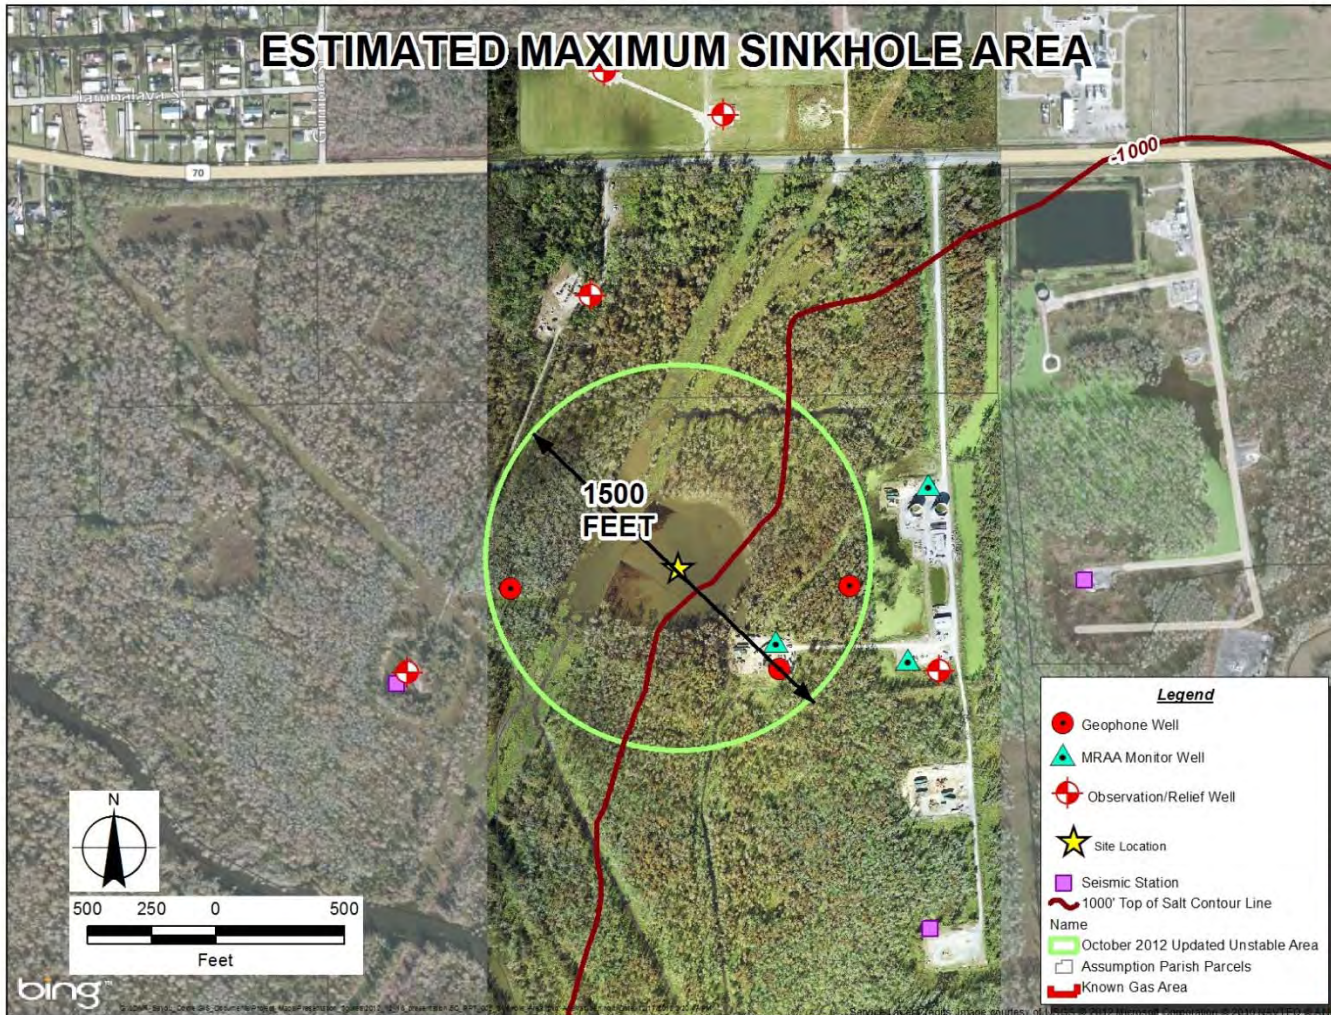 ESTIMATED MAXIMUM SINKHOLE AREA
70
-1000
1500
FEET
N
500 250 0 500
Feet
Legend
Geophone Well
MRAA Monitor Well
Observation/Relief Well
Site Location
Seismic Station
1000' Top of Salt Contour Line
Name
October 2012 Updated Unstable Area
Assumption Parish Parcels
Known Gas Area
bing